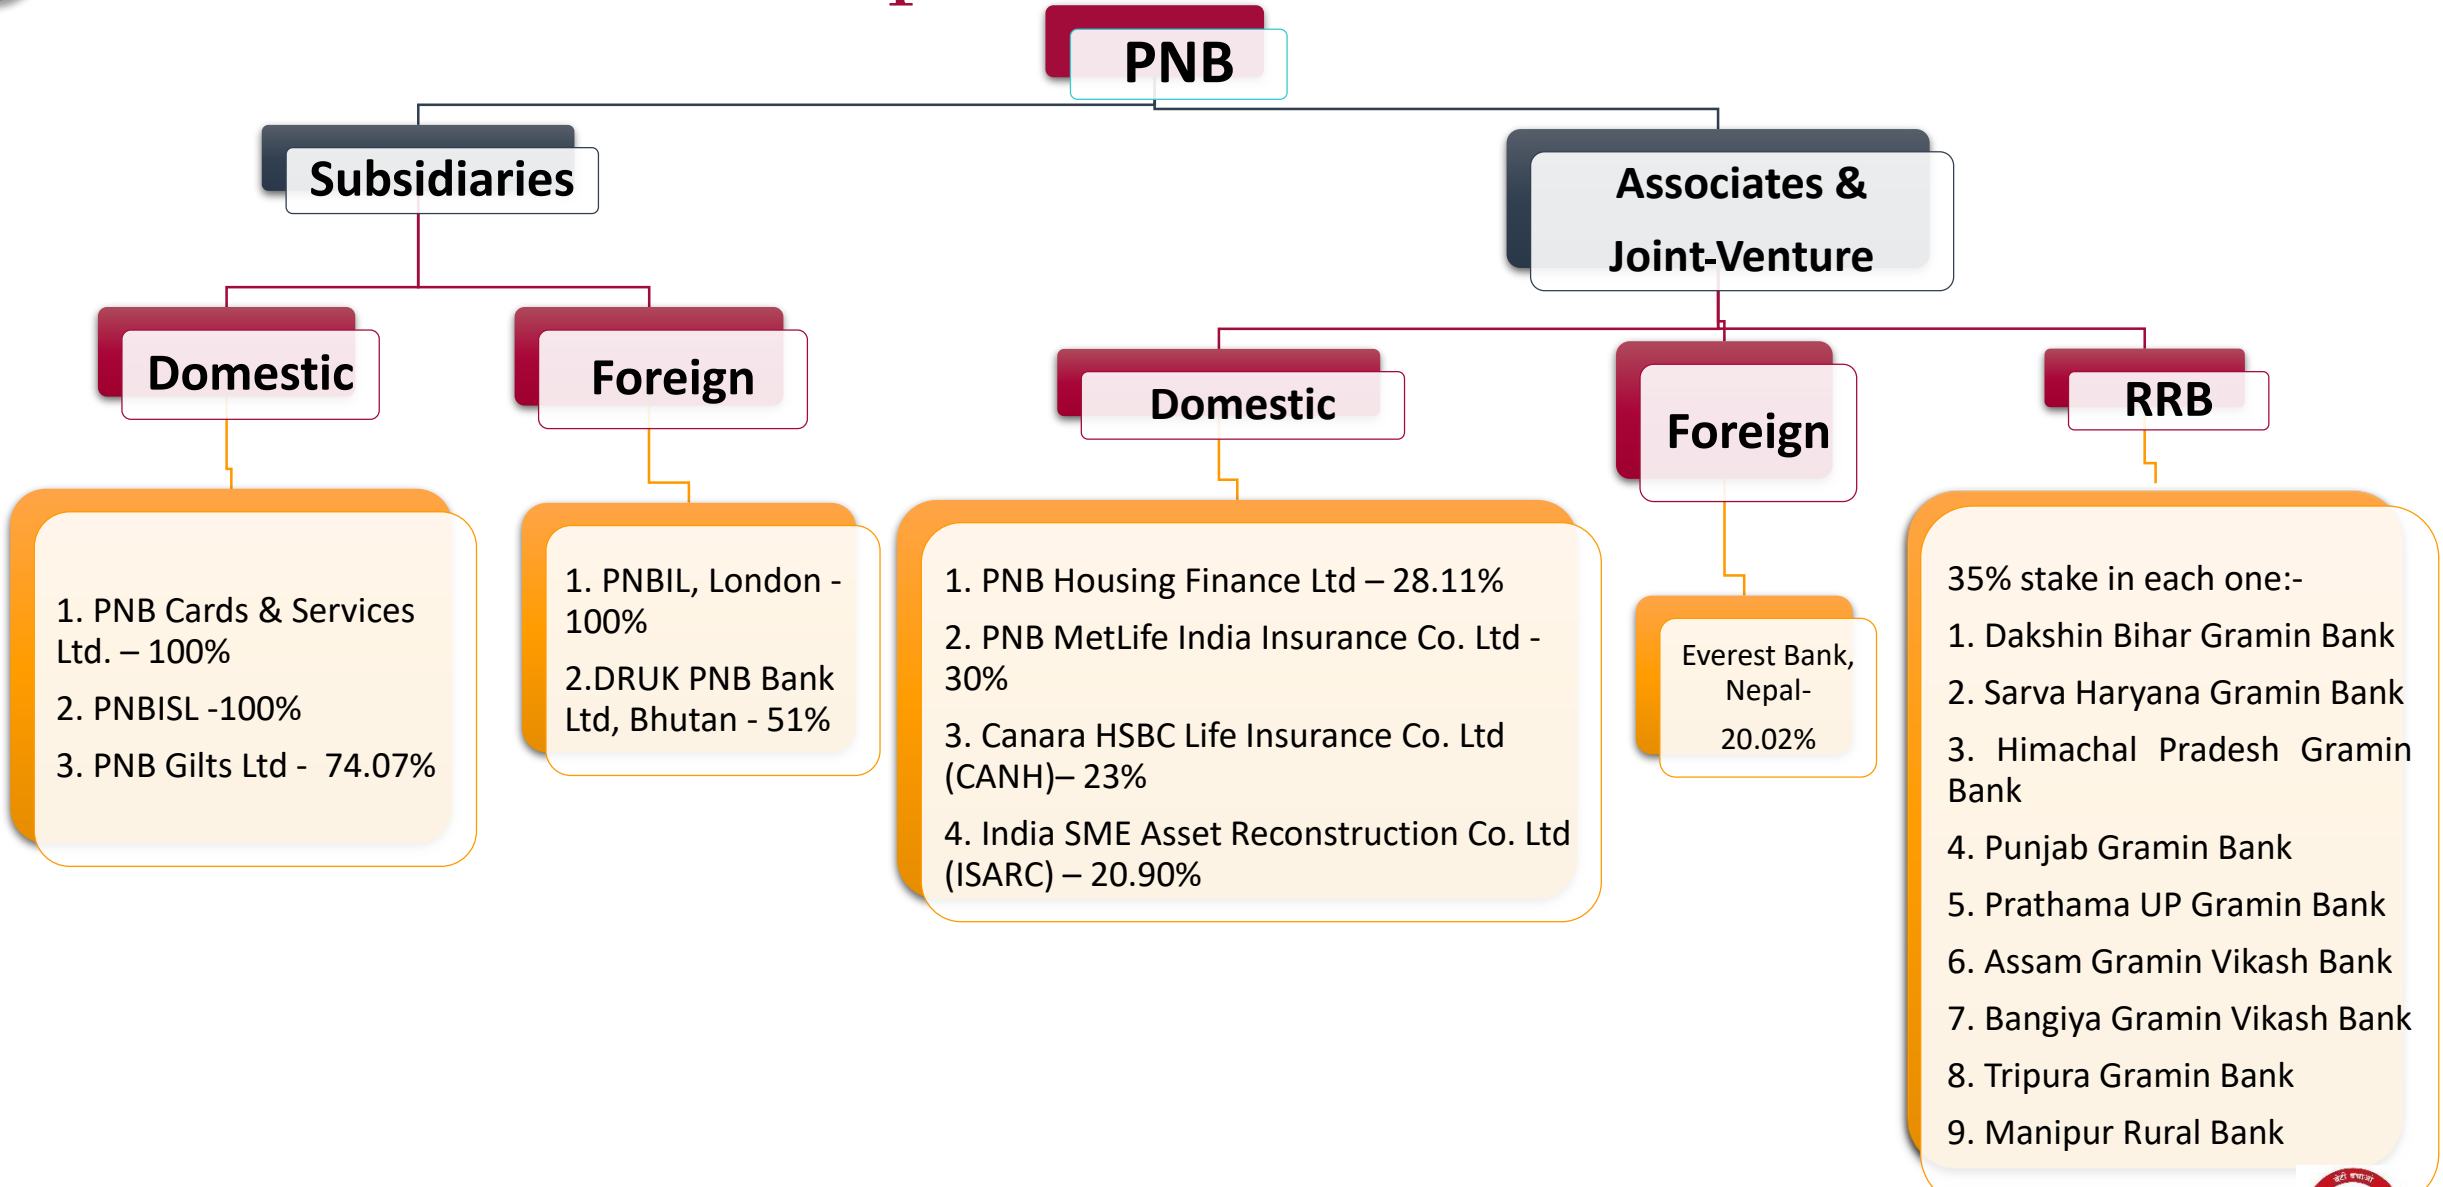 PNB
Subsidiaries
Associates &
Joint-Venture
Domestic
Foreign
Domestic
Foreign
RRB
1. PNB Cards & Services
Ltd. – 100%
2. PNBISL -100%
3. PNB Gilts Ltd -  74.07%
1. PNBIL, London -
100%
2.DRUK PNB Bank
Ltd, Bhutan - 51%
1. PNB Housing Finance Ltd – 28.11%
2. PNB MetLife India Insurance Co. Ltd -
30%
3. Canara HSBC Life Insurance Co. Ltd
(CANH)– 23%
4. India SME Asset Reconstruction Co. Ltd
(ISARC) – 20.90%
Everest Bank,
Nepal-
20.02%
35% stake in each one:-
1. Dakshin Bihar Gramin Bank
2. Sarva Haryana Gramin Bank
3. Himachal Pradesh Gramin
Bank
4. Punjab Gramin Bank
5. Prathama UP Gramin Bank
6. Assam Gramin Vikash Bank
7. Bangiya Gramin Vikash Bank
8. Tripura Gramin Bank
9. Manipur Rural Bank
बेटी बचाओ